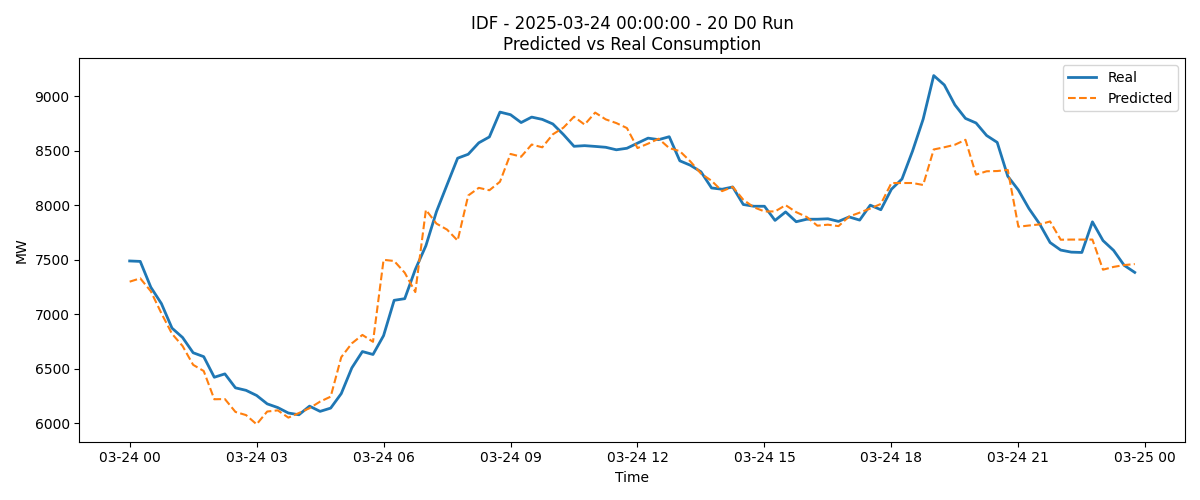 IDF - 2025-03-24 00:00:00 - 20 D0 Run
Predicted vs Real Consumption
Real
Predicted
MW
9000
8500
8000
7500
7000
6500
6000
03-24 00
03-24 03
03-24 06
03-24 09
03-24 12
03-24 15
03-24 18
03-24 21
03-25 00
Time